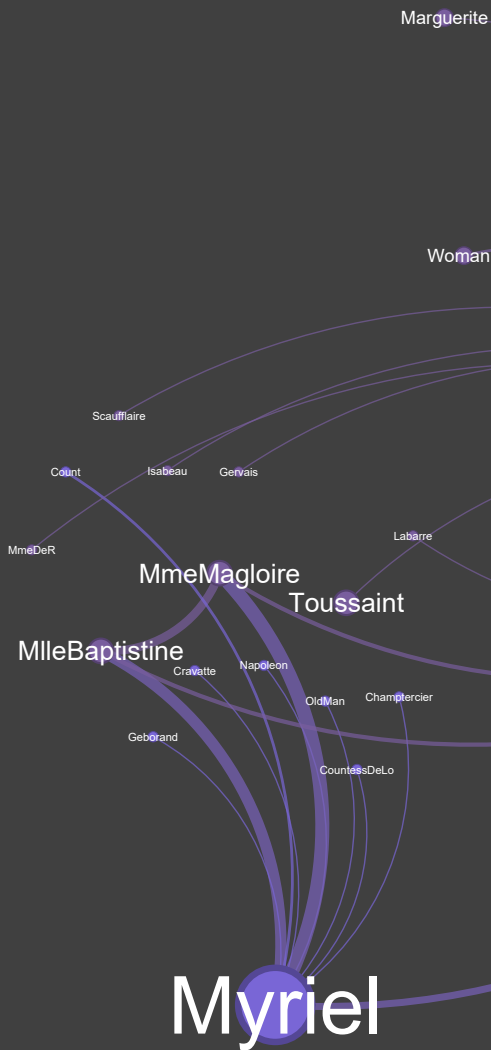 Marguerite
Woman
Scaufflaire
Count
Isabeau
Gervais
Labarre
MmeDeR
MmeMagloire
Toussaint
MlleBaptistine
Cravatte
Napoleon
OldMan
Champtercier
Geborand
CountessDeLo
Myriel